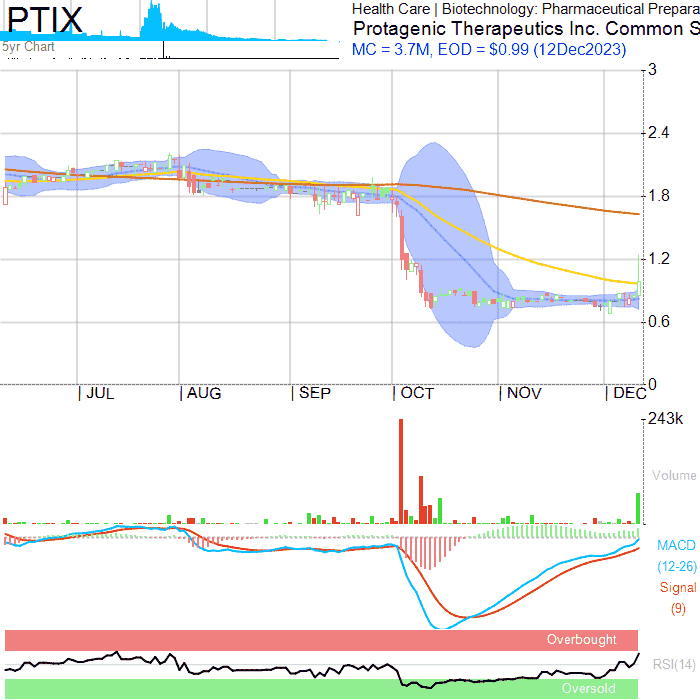 PTIX
5yr Chart
Health Care | Biotechnology: Pharmaceutical Prepara
Protagenic Therapeutics Inc. Common S
MC = 3.7M, EOD = $0.99 (12Dec2023)
3
2.4
1.8
1.2
0.6
0
JUL AUG SEP OCT NOV DEC
243k
Volume
MACD
(12-26)
Signal
(9)
Overbought
RSI(14)
Oversold